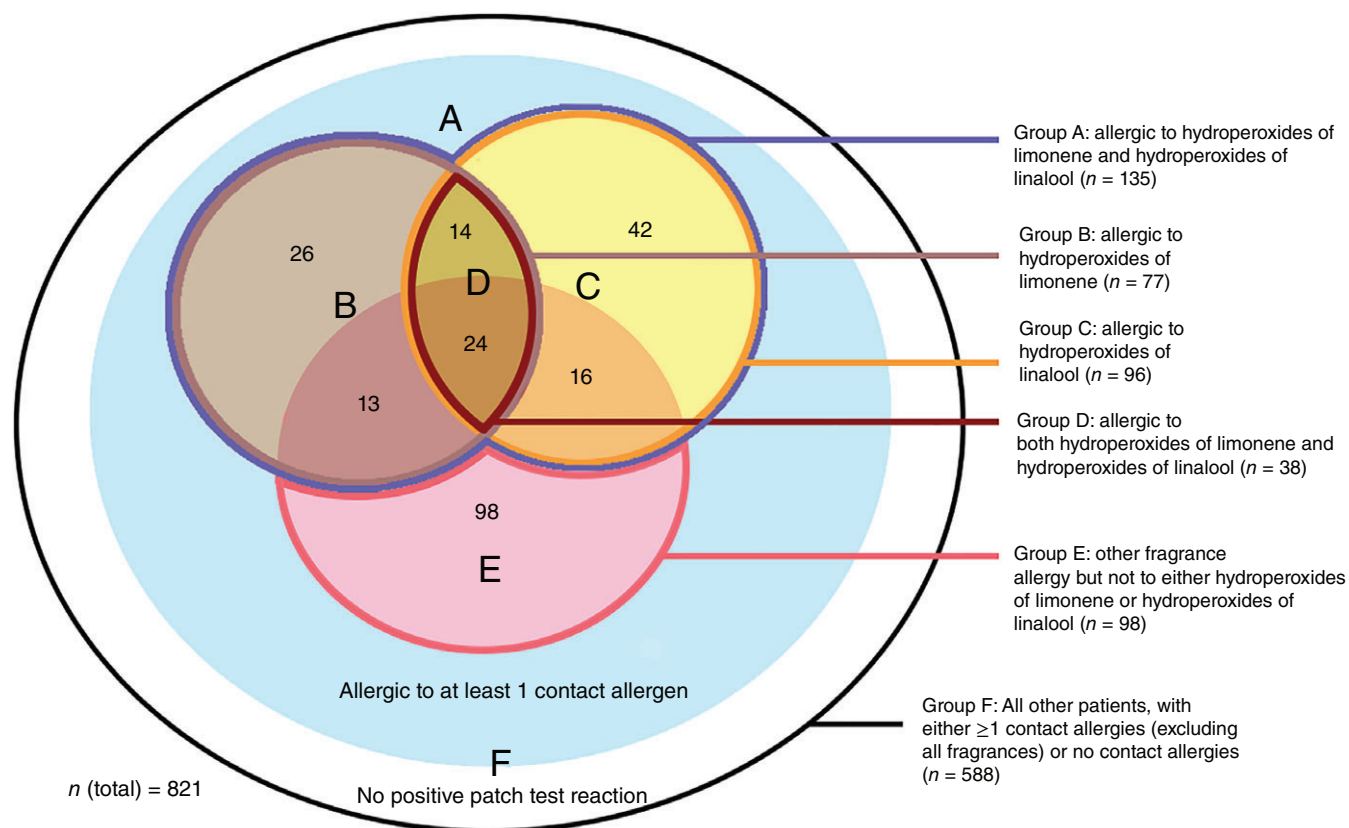 A
Group A: allergic to hydroperoxides of
limonene and hydroperoxides of
linalool (n = 135)
14
42
26
Group B: allergic to
hydroperoxides of
limonene (n = 77)
D
C
B
24
Group C: allergic to
hydroperoxides of
linalool (n = 96)
16
13
Group D: allergic to
both hydroperoxides of limonene and
hydroperoxides of linalool (n = 38)
98
E
Group E: other fragrance
allergy but not to either hydroperoxides
of limonene or hydroperoxides of
linalool (n = 98)
Allergic to at least 1 contact allergen
Group F: All other patients, with
either ≥1 contact allergies (excluding
all fragrances) or no contact allergies
(n = 588)
F
n (total) = 821
No positive patch test reaction